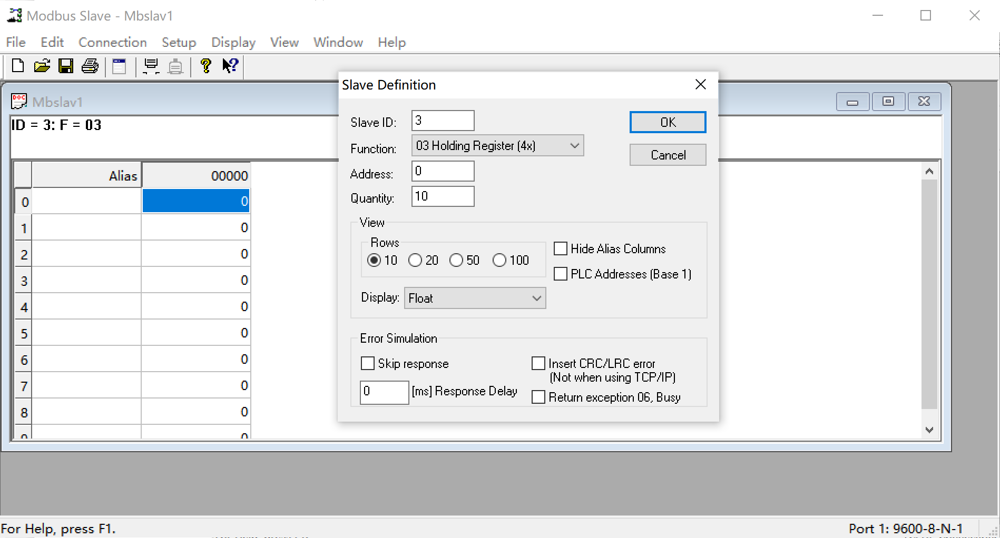 Modbus Slave - Mbslav1
File Edit Connection Setup Display View Window Help
Mbslav1
ID = 3: F = 03
Alias 00000
0 0
1 0
2 0
3 0
4 0
5 0
6 0
7 0
8 0
Slave Definition
Slave ID: 3
OK
Function: 03 Holding Register (4x)
Cancel
Address: 0
Quantity: 10
View
Rows
10 20 50 100
Hide Alias Columns
PLC Addresses (Base 1)
Display: Float
Error Simulation
Skip response
Insert CRC/LRC error
(Not when using TCP/IP)
0 [ms] Response Delay
Return exception 06, Busy
For Help, press F1.
Port 1: 9600-8-N-1